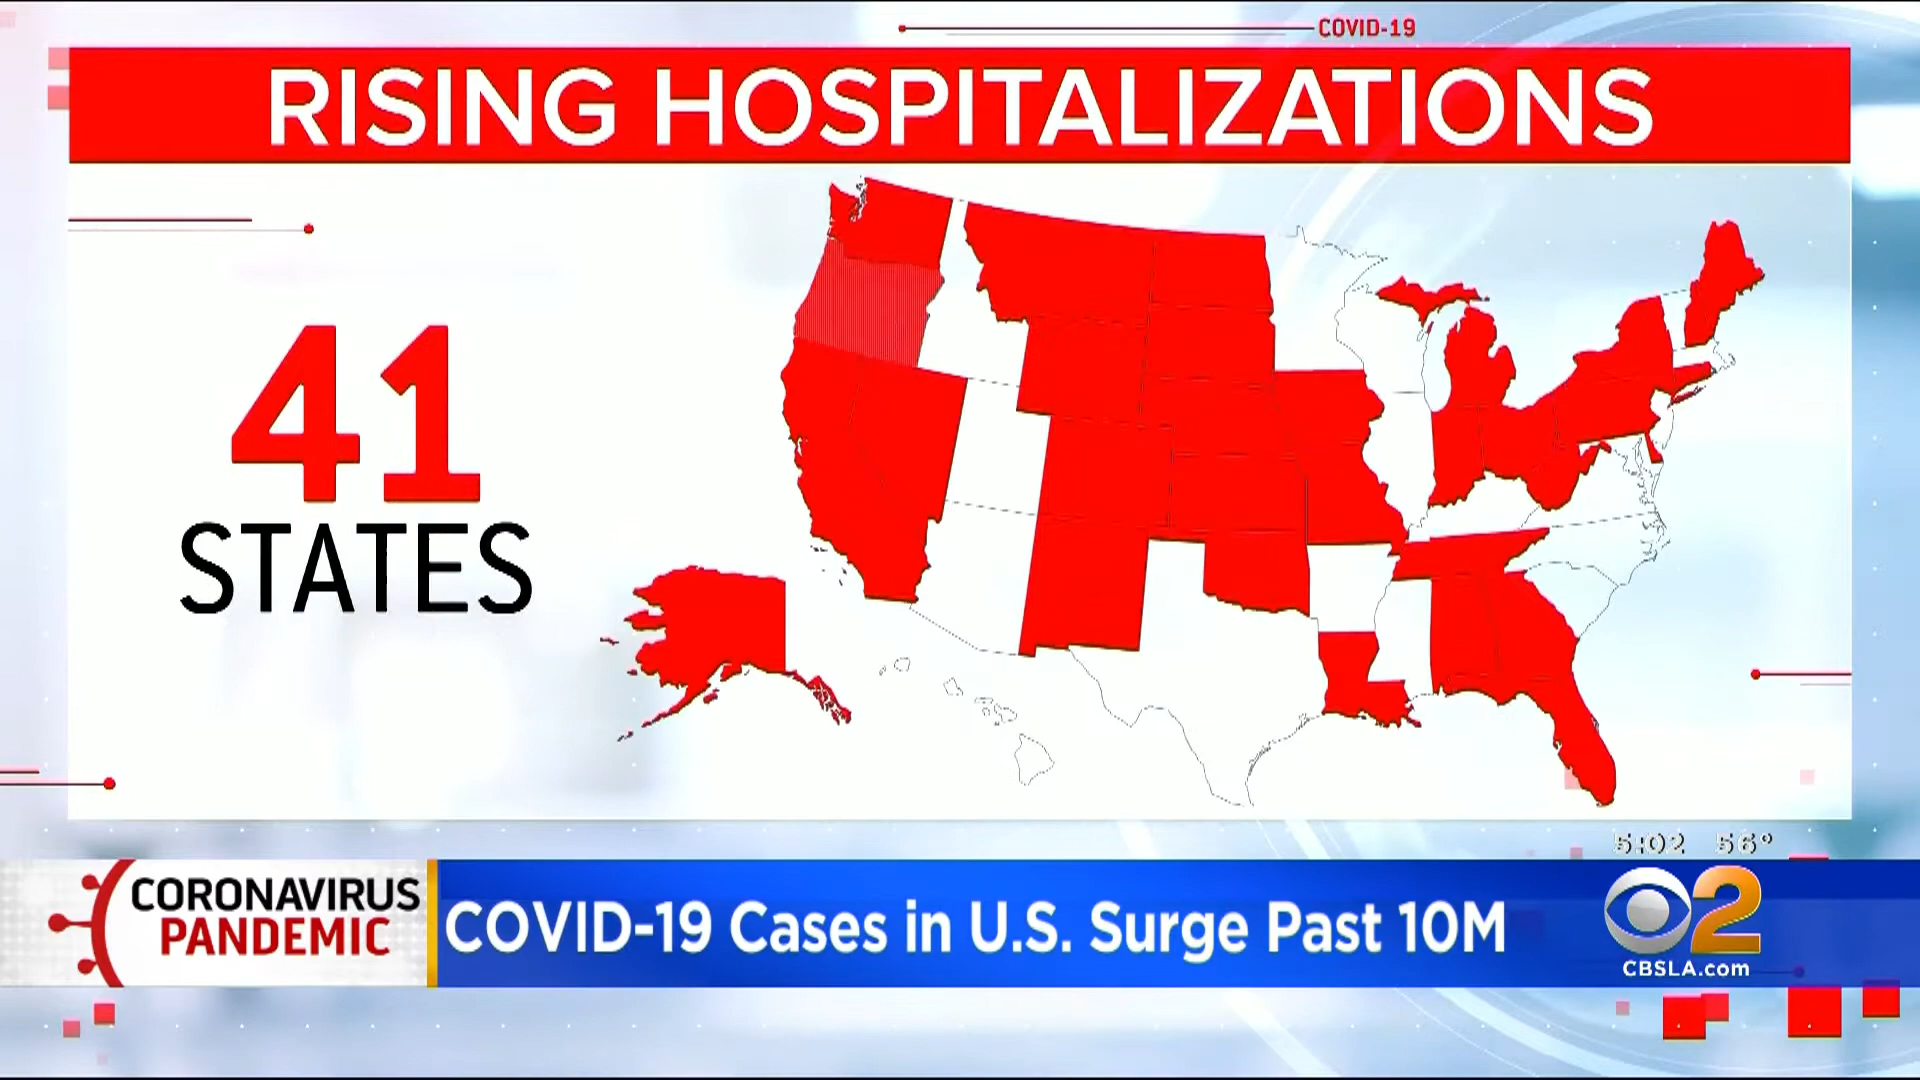 COVID-19
RISING HOSPITALIZATIONS
41
STATES
5:02 56°
CORONAVIRUS
PANDEMIC
COVID-19 Cases in U.S. Surge Past 10M
2
CBSLA.com